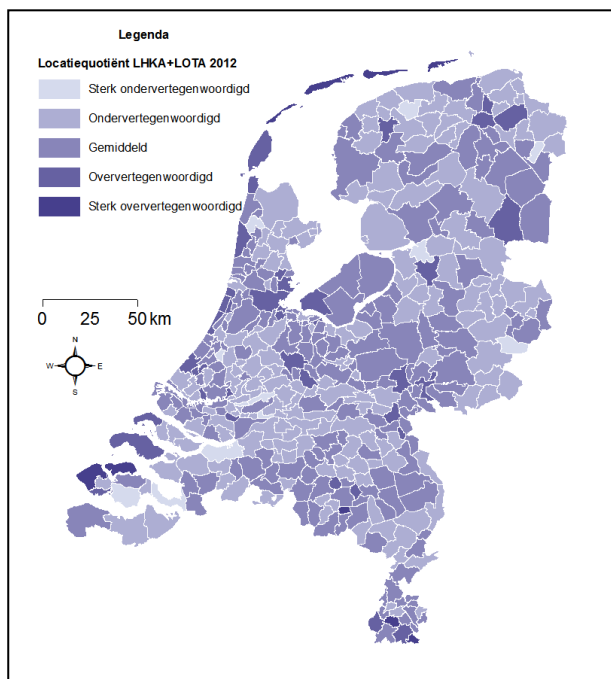 Legenda
Locatiequotiënt LHKA+LOTA 2012
Sterk ondervertegenwoordigd
Ondervertegenwoordigd
Gemiddeld
Oververtegenwoordigd
Sterk oververtegenwoordigd
0 25 50 km
N
W E
S